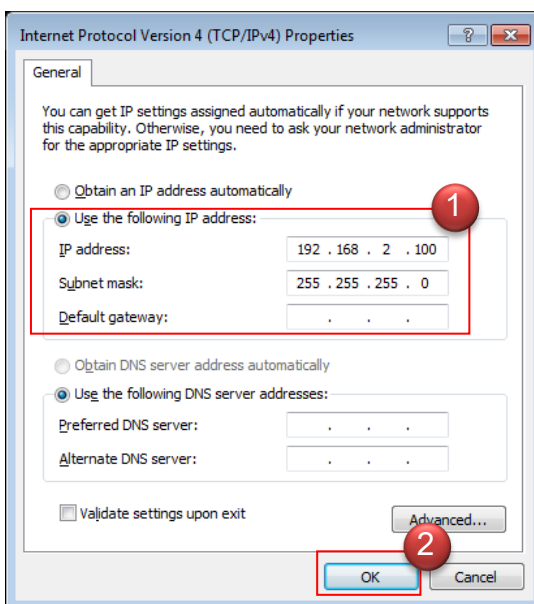 Internet Protocol Version 4 (TCP/IPv4) Properties
General
You can get IP settings assigned automatically if your network supports
this capability. Otherwise, you need to ask your network administrator
for the appropriate IP settings.
Obtain an IP address automatically
1
Use the following IP address:
IP address: 192 . 168 . 2 . 100
Subnet mask: 255 . 255 . 255 . 0
Default gateway: . . .
Obtain DNS server address automatically
Use the following DNS server addresses:
Preferred DNS server: . . .
Alternate DNS server: . . .
Validate settings upon exit
Advanced...
2
OK Cancel